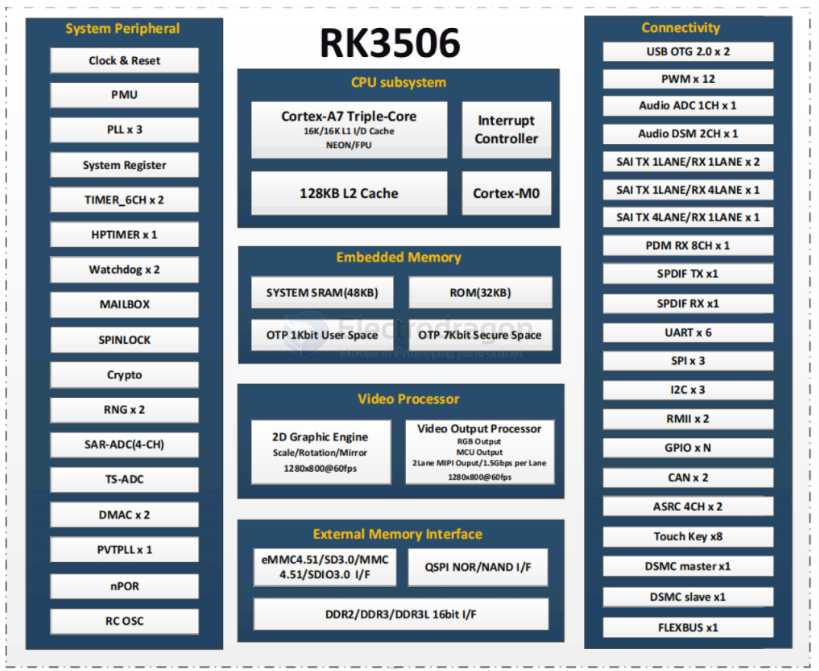 RK3506
System Peripheral
Clock & Reset
PMU
PLL x 3
System Register
TIMER_6CH x 2
HPTIMER x 1
Watchdog x 2
MAILBOX
SPINLOCK
Crypto
RNG x 2
SAR-ADC(4-CH)
TS-ADC
DMAC x 2
PVTPLL x 1
nPOR
RC OSC
CPU subsystem
Cortex-A7 Triple-Core
16K/16K L1 I/D Cache
NEON/FPU
Interrupt
Controller
128KB L2 Cache
Cortex-M0
Embedded Memory
SYSTEM SRAM(48KB)
ROM(32KB)
OTP 1Kbit User Space
OTP 7Kbit Secure Space
Electrodragon
Video Processor
2D Graphic Engine
Scale/Rotation/Mirror
1280x800@60fps
Video Output Processor
RGB Output
MCU Output
2Lane MIPI Ouput/1.5Gbps per Lane
1280x800@60fps
External Memory Interface
eMMC4.51/SD3.0/MMC
4.51/SDIO3.0 I/F
QSPI NOR/NAND I/F
DDR2/DDR3/DDR3L 16bit I/F
Connectivity
USB OTG 2.0 x 2
PWM x 12
Audio ADC 1CH x 1
Audio DSM 2CH x 1
SAI TX 1LANE/RX 1LANE x 2
SAI TX 1LANE/RX 4LANE x 1
SAI TX 4LANE/RX 1LANE x 1
PDM RX 8CH x 1
SPDIF TX x1
SPDIF RX x1
UART x 6
SPI x 3
I2C x 3
RMII x 2
GPIO x N
CAN x 2
ASRC 4CH x 2
Touch Key x8
DSMC master x1
DSMC slave x1
FLEXBUS x1